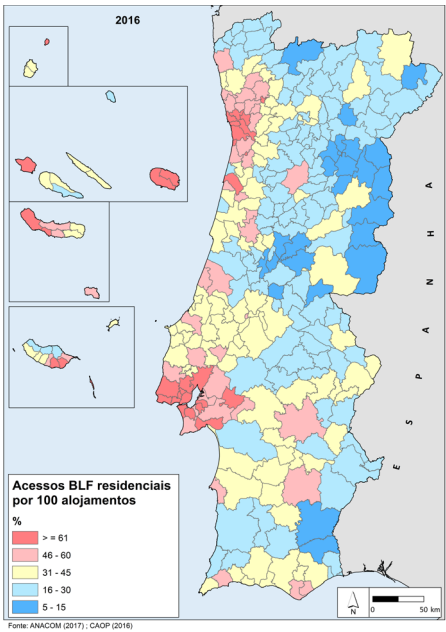 2016
ESPANHA
Acessos BLF residenciais
por 100 alojamentos
%
> = 61
46 - 60
31 - 45
16 - 30
5 - 15
N
0 50 km
Fonte: ANACOM (2017) ; CAOP (2016)